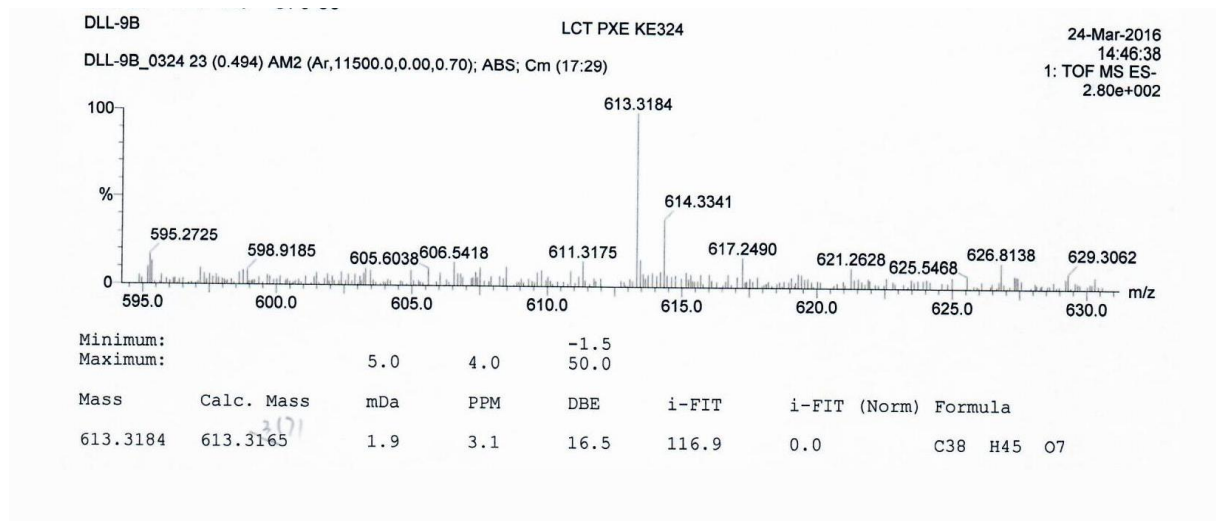 DLL-9B
LCT PXE KE324
24-Mar-2016
14:46:38
DLL-9B_0324 23 (0.494) AM2 (Ar,11500.0,0.00,0.70); ABS; Cm (17:29)
1: TOF MS ES-
2.80e+002
100
%
0
613.3184
614.3341
595.2725
598.9185
605.6038
606.5418
611.3175
617.2490
621.2628
625.5468
626.8138
629.3062
595.0 600.0 605.0 610.0 615.0 620.0 625.0 630.0 m/z
Minimum: -1.5
Maximum: 5.0 4.0 50.0
Mass Calc. Mass mDa PPM DBE i-FIT i-FIT (Norm) Formula
613.3184 613.3165 1.9 3.1 16.5 116.9 0.0 C38 H45 O7